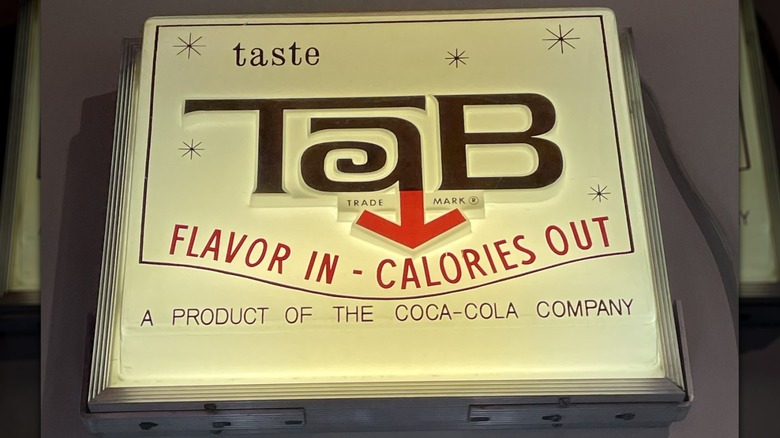 taste
TaB
TRADE MARK ®
FLAVOR IN - CALORIES OUT
A PRODUCT OF THE COCA-COLA COMPANY